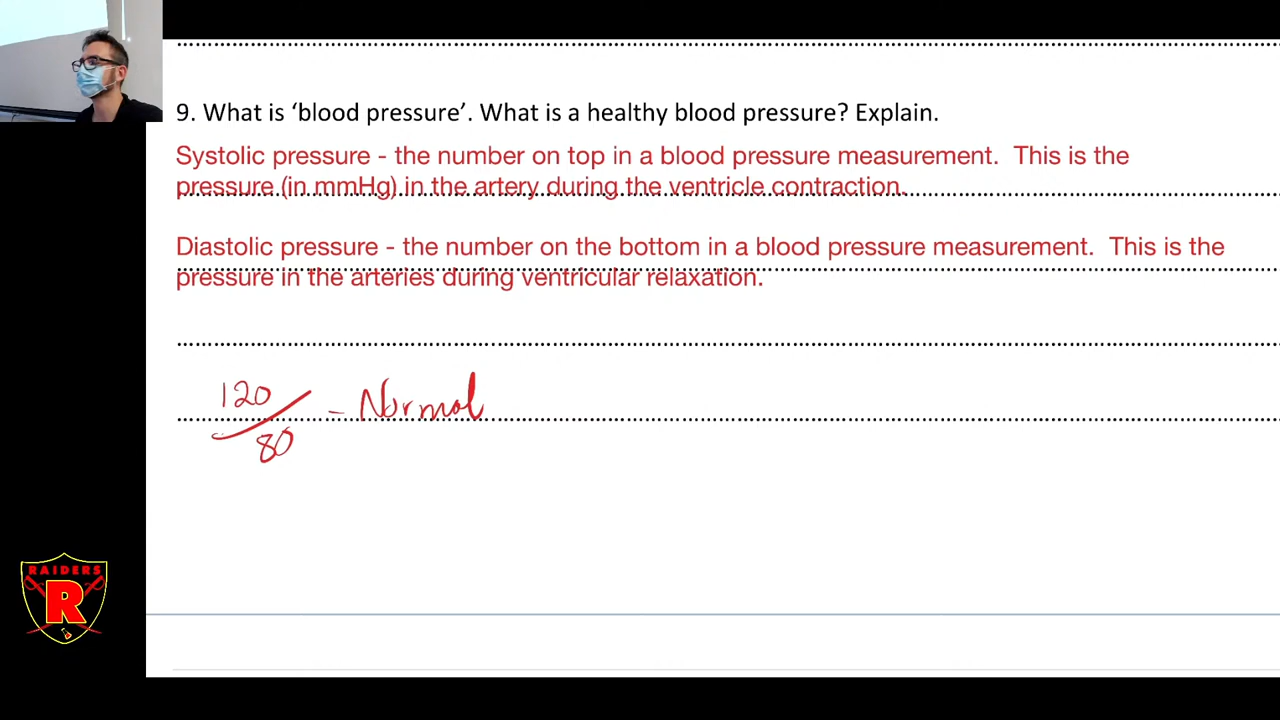 9. What is ‘blood pressure’. What is a healthy blood pressure? Explain.
Systolic pressure - the number on top in a blood pressure measurement. This is the
pressure (in mmHg) in the artery during the ventricle contraction.
Diastolic pressure - the number on the bottom in a blood pressure measurement. This is the
pressure in the arteries during ventricular relaxation.
120/80 - Normal
RAIDERS
R